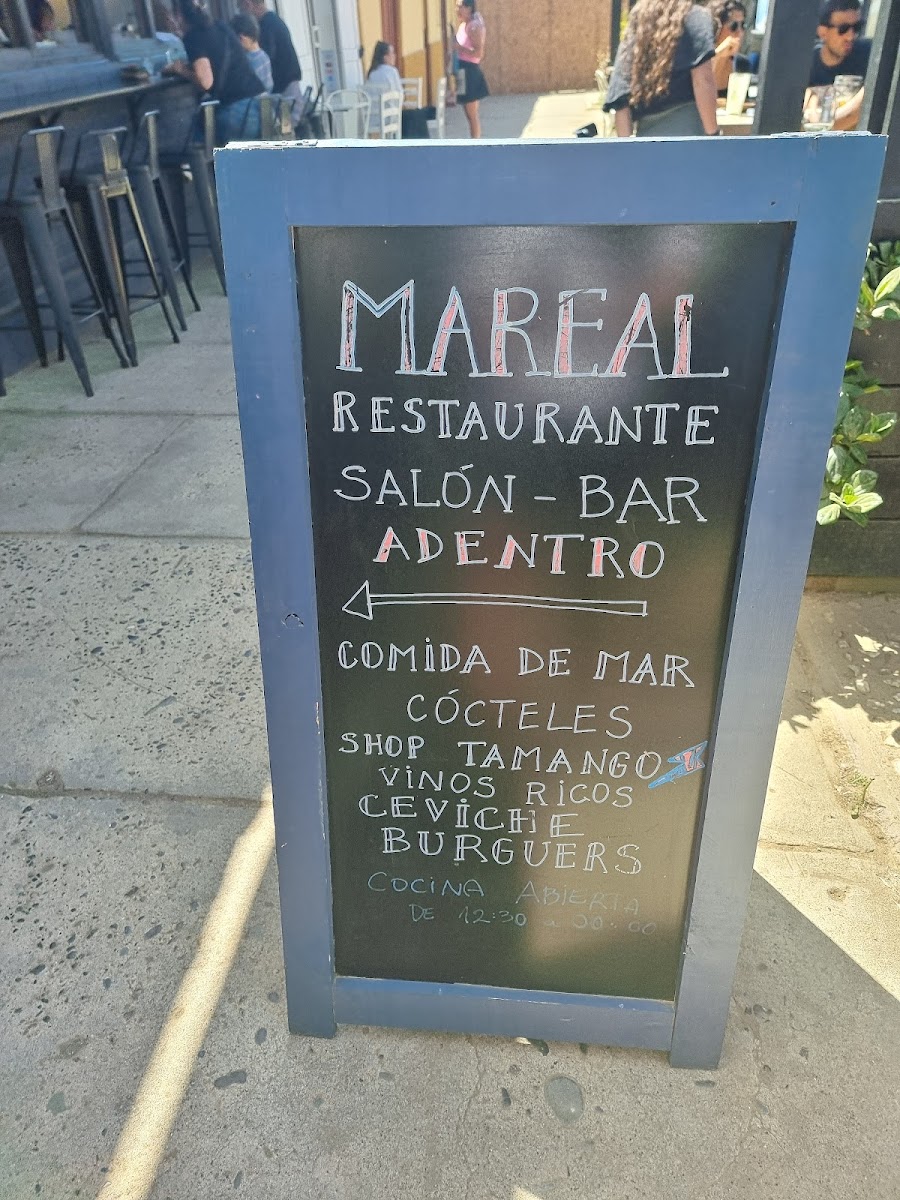 MAREAL
RESTAURANTE
SALÓN - BAR
ADENTRO
COMIDA DE MAR
CÓCTELES
SHOP TAMANGO
VINOS RICOS
CEVICHE
BURGUERS
COCINA ABIERTA
DE 12:30 a 20:00